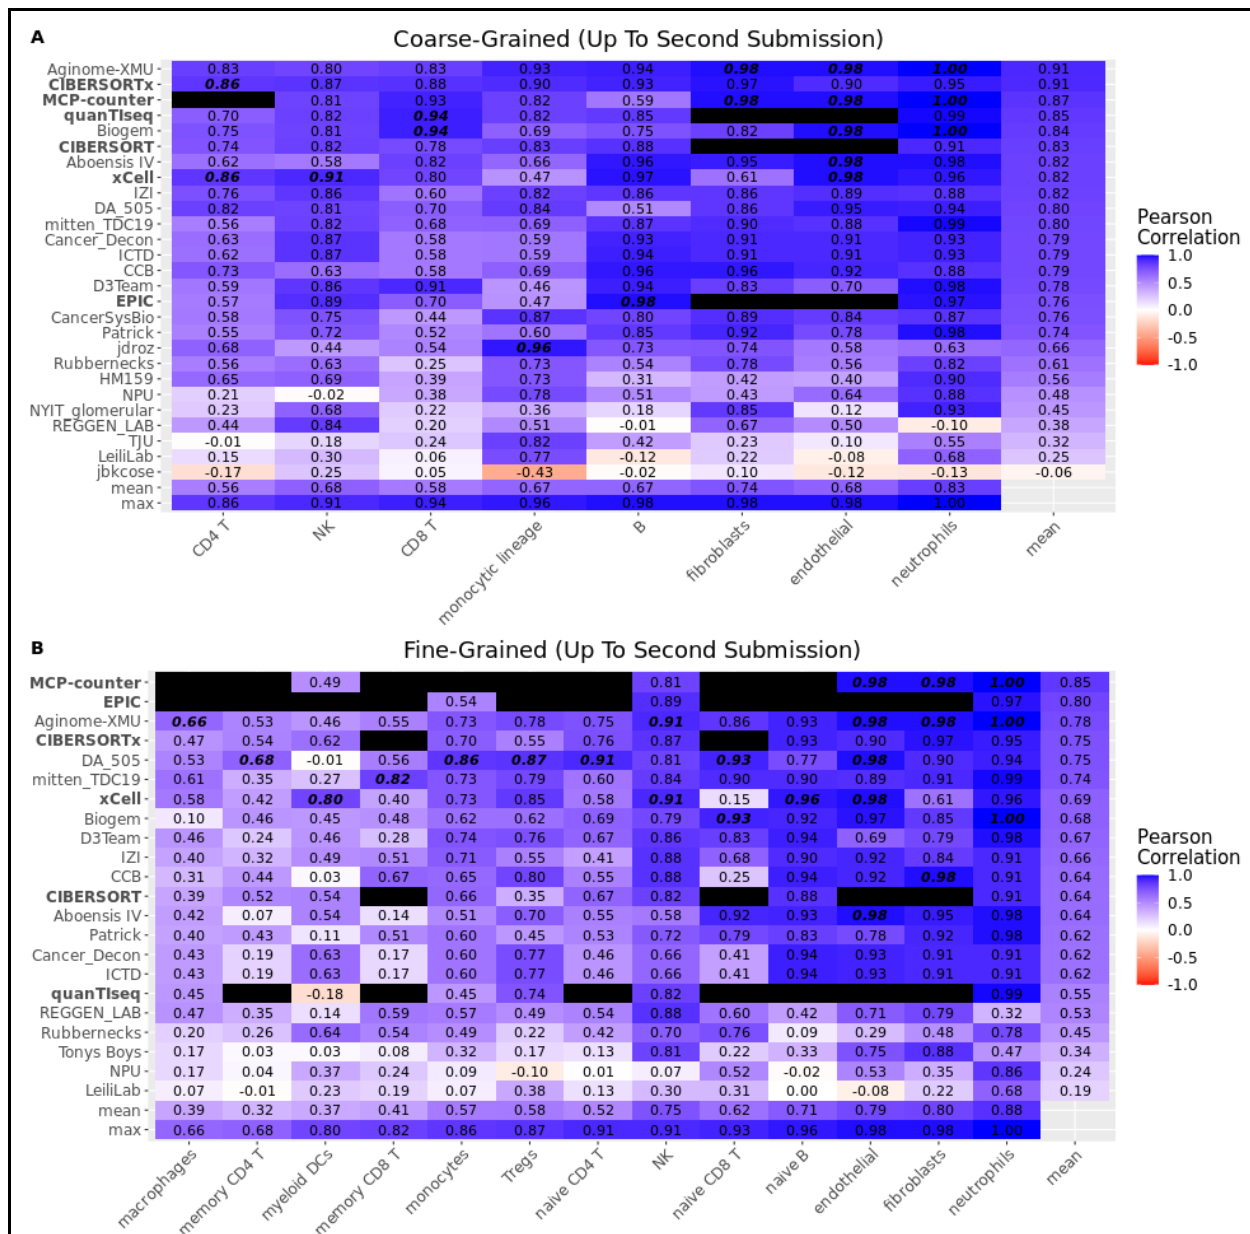 A
Coarse-Grained (Up To Second Submission)
Aginome-XMU 0.83 0.80 0.83 0.93 0.94 0.98 0.98 1.00 0.91
CIBERSORTx 0.86 0.87 0.88 0.90 0.93 0.97 0.90 0.95 0.91
MCP-counter 0.81 0.93 0.82 0.59 0.98 0.98 1.00 0.87
quanTIseq 0.70 0.82 0.94 0.82 0.85 0.99 0.85
Biogem 0.75 0.81 0.94 0.69 0.75 0.82 0.98 1.00 0.84
CIBERSORT 0.74 0.82 0.78 0.83 0.88 0.91 0.83
Aboensis IV 0.62 0.58 0.82 0.66 0.96 0.95 0.98 0.98 0.82
xCell 0.86 0.91 0.80 0.47 0.97 0.61 0.98 0.96 0.82
IZI 0.76 0.86 0.60 0.82 0.86 0.86 0.89 0.88 0.82
DA_505 0.82 0.81 0.70 0.84 0.51 0.86 0.95 0.94 0.80
mitten_TDC19 0.56 0.82 0.68 0.69 0.87 0.90 0.88 0.99 0.80
Cancer_Decon 0.63 0.87 0.58 0.59 0.93 0.91 0.91 0.93 0.79
ICTD 0.62 0.87 0.58 0.59 0.94 0.91 0.91 0.93 0.79
CCB 0.73 0.63 0.58 0.69 0.96 0.96 0.92 0.88 0.79
D3Team 0.59 0.86 0.91 0.46 0.94 0.83 0.70 0.98 0.78
EPIC 0.57 0.89 0.70 0.47 0.98 0.97 0.76
CancerSysBio 0.58 0.75 0.44 0.87 0.80 0.89 0.84 0.87 0.76
Patrick 0.55 0.72 0.52 0.60 0.85 0.92 0.78 0.98 0.74
jdroz 0.68 0.44 0.54 0.96 0.73 0.74 0.58 0.63 0.66
Rubbernecks 0.56 0.63 0.25 0.73 0.54 0.78 0.56 0.82 0.61
HM159 0.65 0.69 0.39 0.73 0.31 0.42 0.40 0.90 0.56
NPU 0.21 -0.02 0.38 0.78 0.51 0.43 0.64 0.88 0.48
NYIT_glomerular 0.23 0.68 0.22 0.36 0.18 0.85 0.12 0.93 0.45
REGGEN_LAB 0.44 0.84 0.20 0.51 -0.01 0.67 0.50 -0.10 0.38
TJU -0.01 0.18 0.24 0.82 0.42 0.23 0.10 0.55 0.32
LeiliLab 0.15 0.30 0.06 0.77 -0.12 0.22 -0.08 0.68 0.25
jbkcose -0.17 0.25 0.05 -0.43 -0.02 0.10 -0.12 -0.13 -0.06
mean 0.56 0.68 0.58 0.67 0.67 0.74 0.68 0.83
max 0.86 0.91 0.94 0.96 0.98 0.98 0.98 1.00
CD4 T NK CD8 T monocytic lineage B fibroblasts endothelial neutrophils mean
Pearson
Correlation
1.0
0.5
0.0
-0.5
-1.0
B
Fine-Grained (Up To Second Submission)
MCP-counter 0.49 0.81 0.98 0.98 1.00 0.85
EPIC 0.54 0.89 0.97 0.80
Aginome-XMU 0.66 0.53 0.46 0.55 0.73 0.78 0.75 0.91 0.86 0.93 0.98 0.98 1.00 0.78
CIBERSORTx 0.47 0.54 0.62 0.70 0.55 0.76 0.87 0.93 0.90 0.97 0.95 0.75
DA_505 0.53 0.68 -0.01 0.56 0.86 0.87 0.91 0.81 0.93 0.77 0.98 0.90 0.94 0.75
mitten_TDC19 0.61 0.35 0.27 0.82 0.73 0.79 0.60 0.84 0.90 0.90 0.89 0.91 0.99 0.74
xCell 0.58 0.42 0.80 0.40 0.73 0.85 0.58 0.91 0.15 0.96 0.98 0.61 0.96 0.69
Biogem 0.10 0.46 0.45 0.48 0.62 0.62 0.69 0.79 0.93 0.92 0.97 0.85 1.00 0.68
D3Team 0.46 0.24 0.46 0.28 0.74 0.76 0.67 0.86 0.83 0.94 0.69 0.79 0.98 0.67
IZI 0.40 0.32 0.49 0.51 0.71 0.55 0.41 0.88 0.68 0.90 0.92 0.84 0.91 0.66
CCB 0.31 0.44 0.03 0.67 0.65 0.80 0.55 0.88 0.25 0.94 0.92 0.98 0.91 0.64
CIBERSORT 0.39 0.52 0.54 0.66 0.35 0.67 0.82 0.88 0.91 0.64
Aboensis IV 0.42 0.07 0.54 0.14 0.51 0.70 0.55 0.58 0.92 0.93 0.98 0.95 0.98 0.64
Patrick 0.40 0.43 0.11 0.51 0.60 0.45 0.53 0.72 0.79 0.83 0.78 0.92 0.98 0.62
Cancer_Decon 0.43 0.19 0.63 0.17 0.60 0.77 0.46 0.66 0.41 0.94 0.93 0.91 0.91 0.62
ICTD 0.43 0.19 0.63 0.17 0.60 0.77 0.46 0.66 0.41 0.94 0.93 0.91 0.91 0.62
quanTIseq 0.45 -0.18 0.45 0.74 0.82 0.99 0.55
REGGEN_LAB 0.47 0.35 0.14 0.59 0.57 0.49 0.54 0.88 0.60 0.42 0.71 0.79 0.32 0.53
Rubbernecks 0.20 0.26 0.64 0.54 0.49 0.22 0.42 0.70 0.76 0.09 0.29 0.48 0.78 0.45
Tonys Boys 0.17 0.03 0.03 0.08 0.32 0.17 0.13 0.81 0.22 0.33 0.75 0.88 0.47 0.34
NPU 0.17 0.04 0.37 0.24 0.09 -0.10 0.01 0.07 0.52 -0.02 0.53 0.35 0.86 0.24
LeiliLab 0.07 -0.01 0.23 0.19 0.07 0.38 0.13 0.30 0.31 0.00 -0.08 0.22 0.68 0.19
mean 0.39 0.32 0.37 0.41 0.57 0.58 0.52 0.75 0.62 0.71 0.79 0.80 0.88
max 0.66 0.68 0.80 0.82 0.86 0.87 0.91 0.91 0.93 0.96 0.98 0.98 1.00
macrophages memory CD4 T myeloid DCs memory CD8 T monocytes Tregs naive CD4 T NK naive CD8 T naive B endothelial fibroblasts neutrophils mean
Pearson
Correlation
1.0
0.5
0.0
-0.5
-1.0